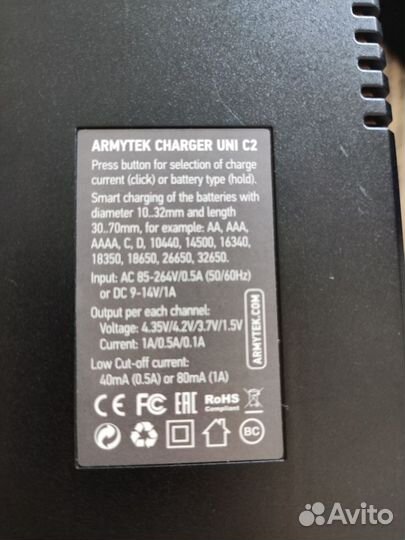 ARMYTEK CHARGER UNI C2
Press button for selection of charge
current (click) or battery type (hold).
Smart charging of the batteries with
diameter 10..32mm and length
30..70mm, for example: AA, AAA,
AAAA, C, D, 10440, 14500, 16340,
18350, 18650, 26650, 32650.
Input: AC 85-264V/0.5A (50/60Hz)
or DC 9-14V/1A
Output per each channel:
Voltage: 4.35V/4.2V/3.7V/1.5V
Current: 1A/0.5A/0.1A
Low Cut-off current:
40mA (0.5A) or 80mA (1A)
ARMYTEK.COM
CE FC EAC RoHS
Compliant
BC
Avito